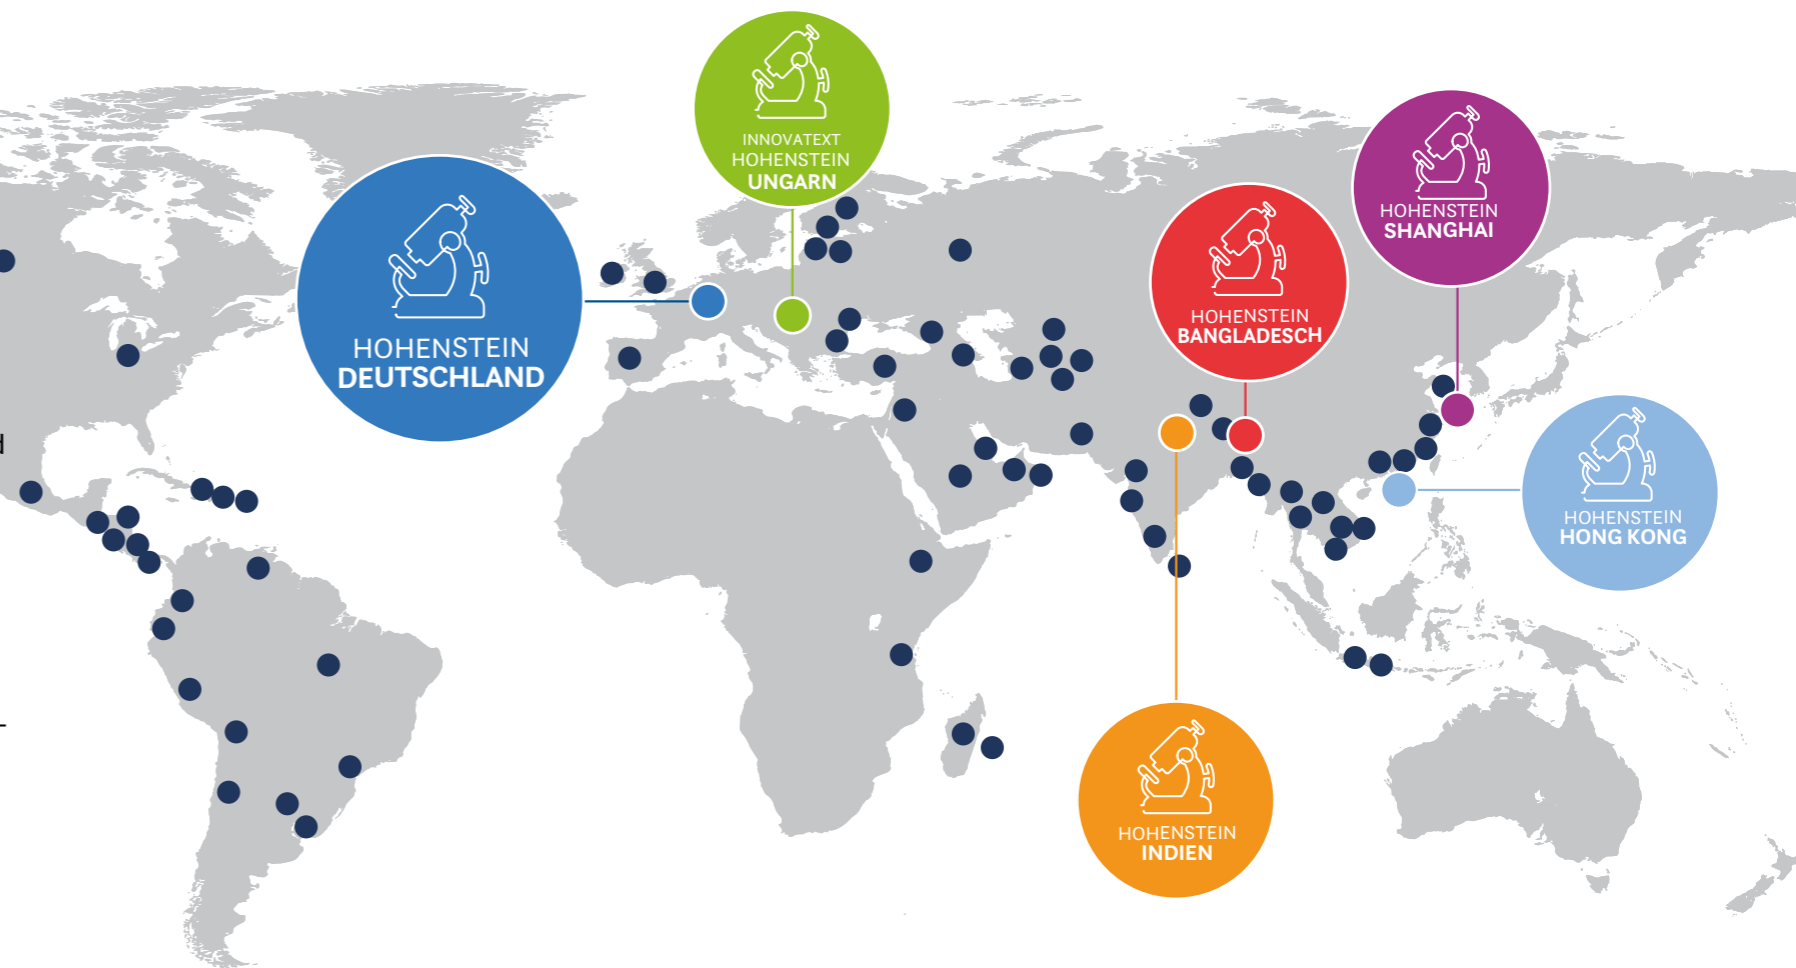 INNOVATEXT
HOHENSTEIN
UNGARN
HOHENSTEIN
SHANGHAI
HOHENSTEIN
BANGLADESCH
HOHENSTEIN
DEUTSCHLAND
HOHENSTEIN
HONG KONG
HOHENSTEIN
INDIEN